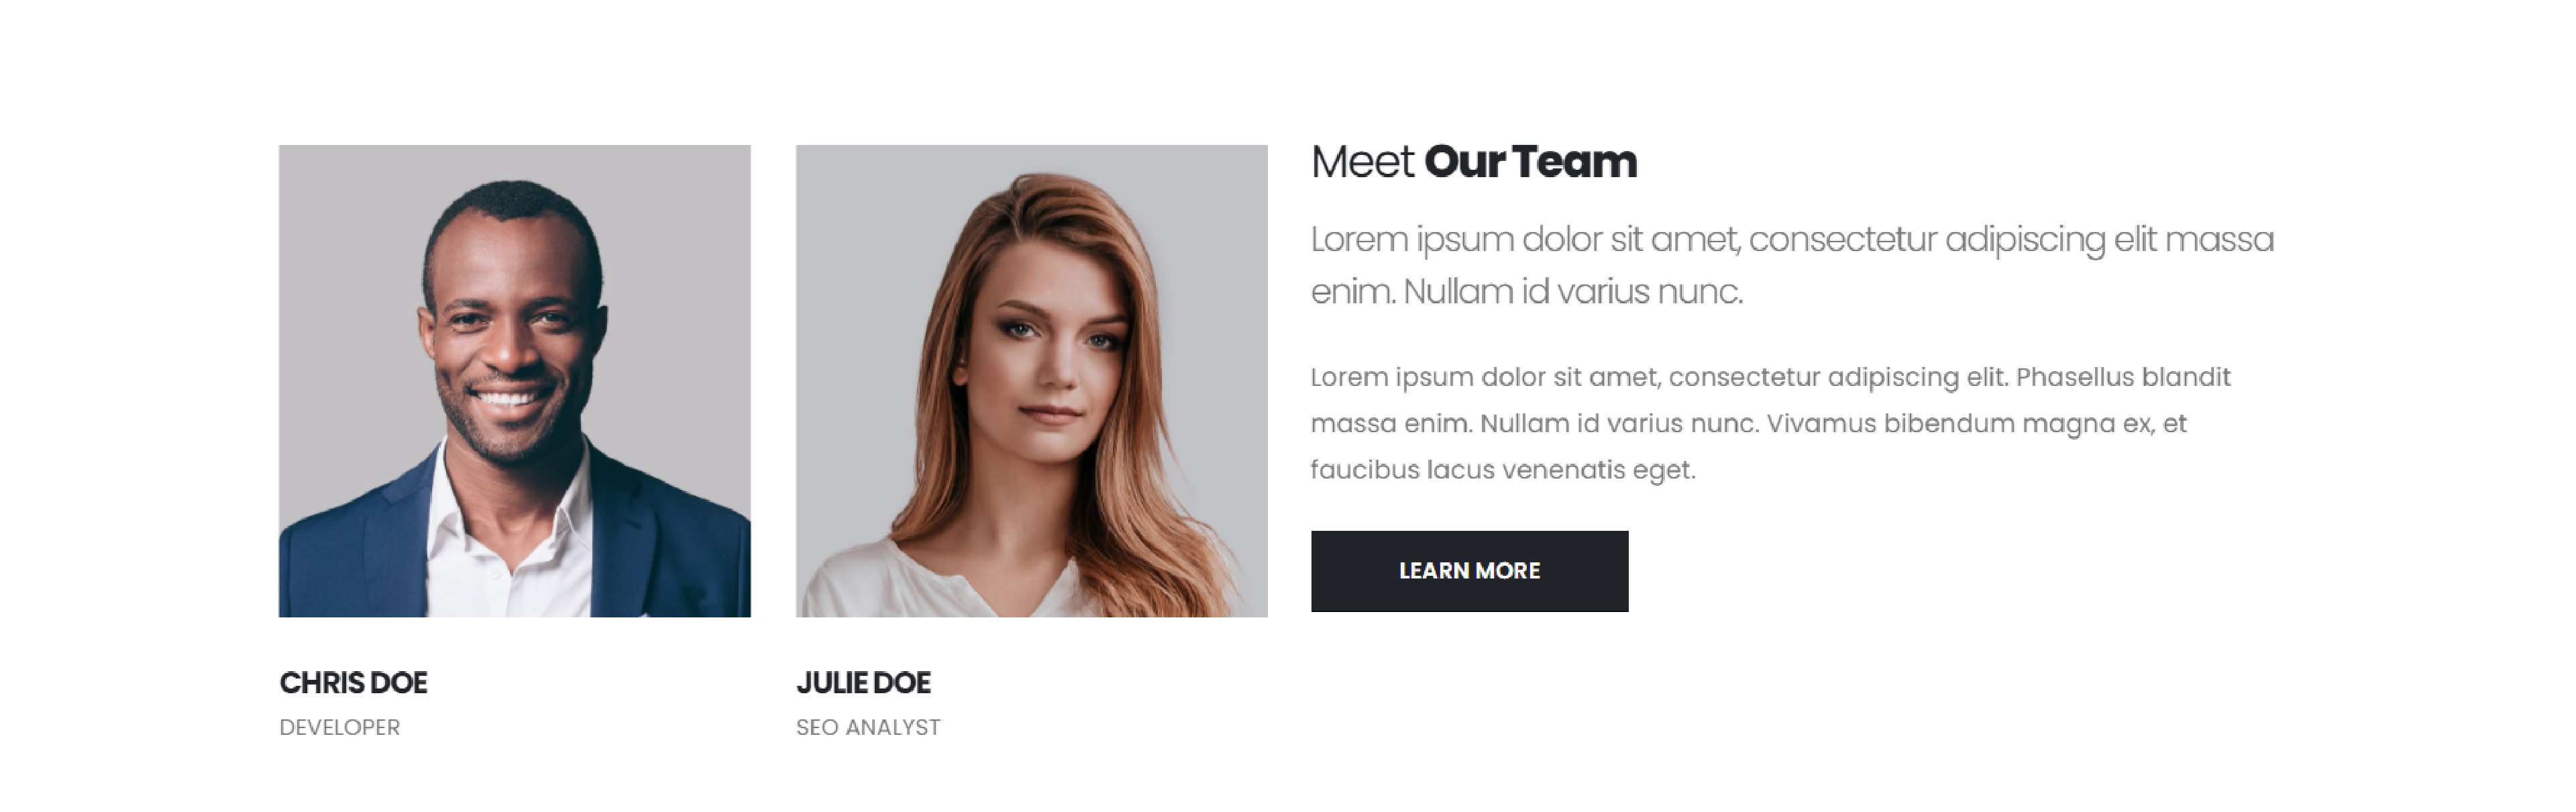 Meet Our Team
Lorem ipsum dolor sit amet, consectetur adipiscing elit massa
enim. Nullam id varius nunc.
Lorem ipsum dolor sit amet, consectetur adipiscing elit. Phasellus blandit
massa enim. Nullam id varius nunc. Vivamus bibendum magna ex, et
faucibus lacus venenatis eget.
LEARN MORE
CHRIS DOE
DEVELOPER
JULIE DOE
SEO ANALYST